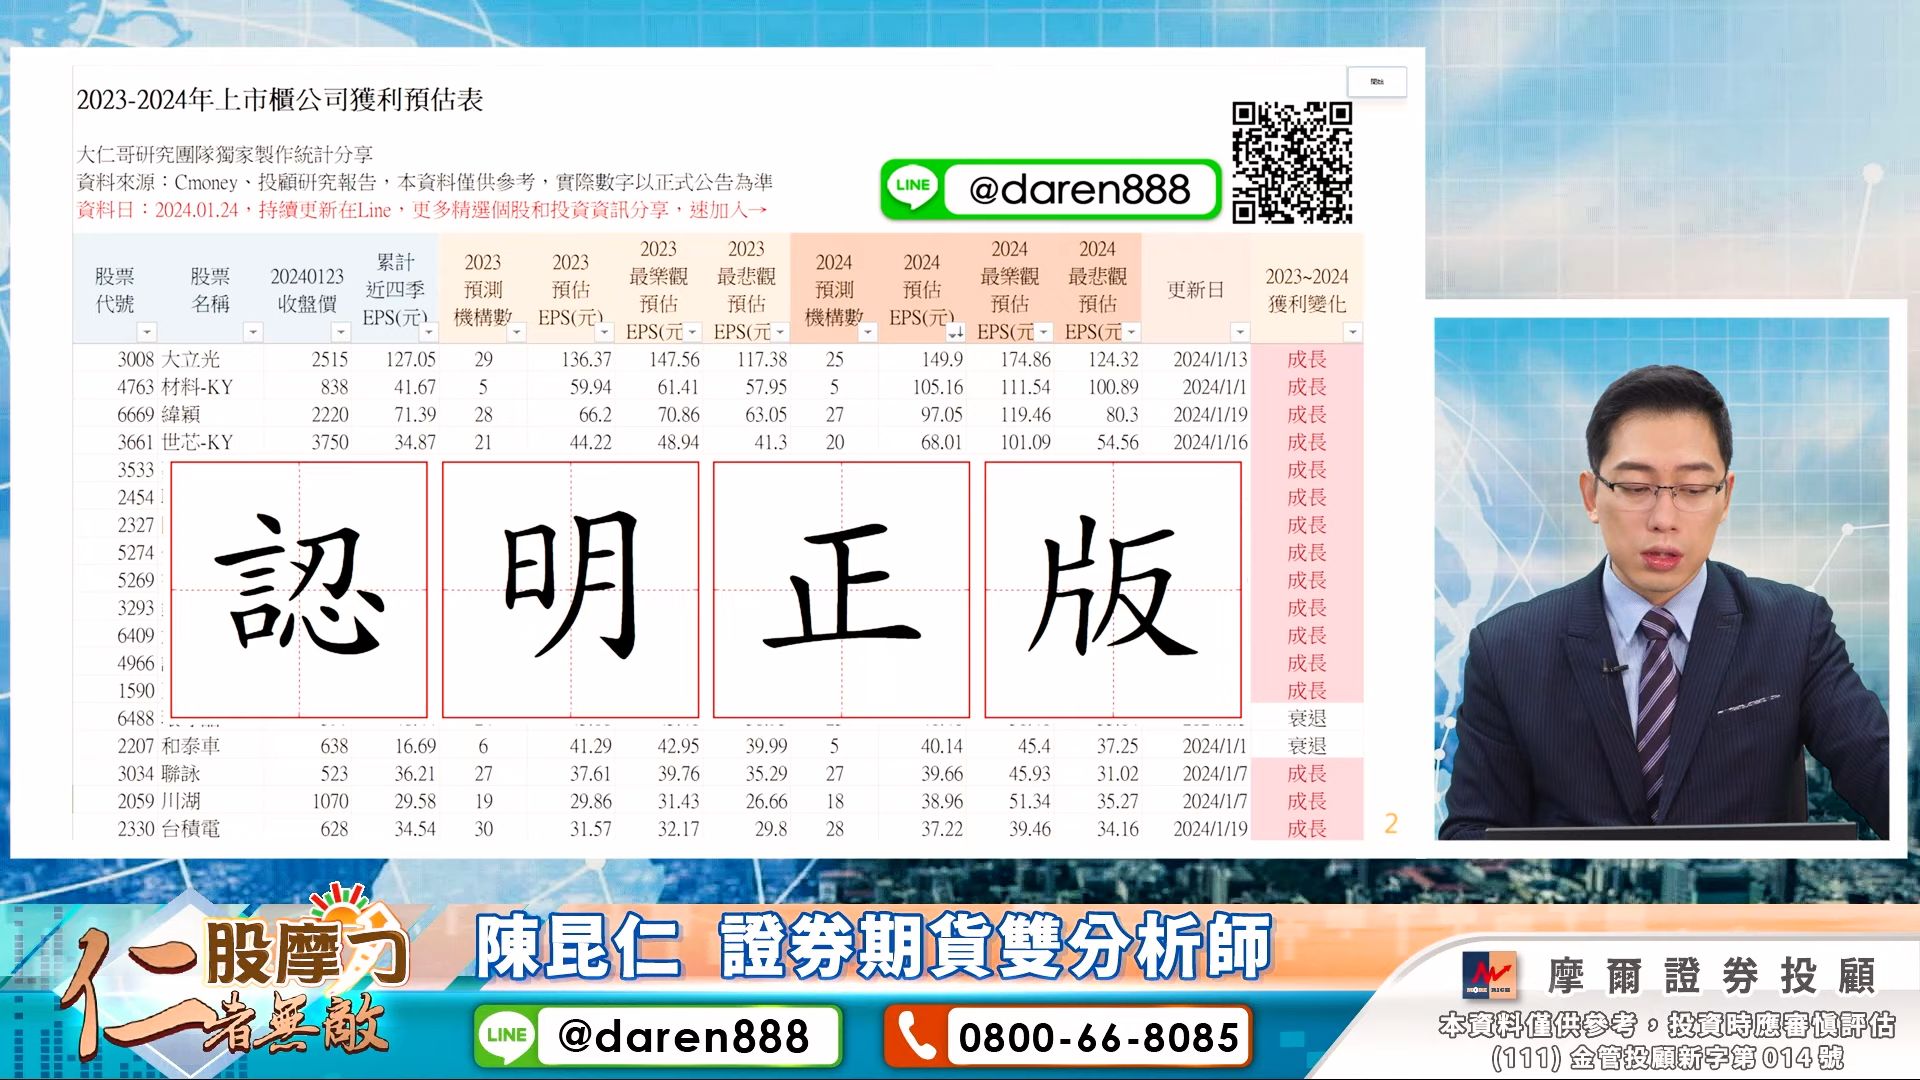 開始
2023-2024年上市櫃公司獲利預估表
大仁哥研究團隊獨家製作統計分享
資料來源：Cmoney、投顧研究報告，本資料僅供參考，實際數字以正式公告為準
資料日：2024.01.24，持續更新在Line，更多精選個股和投資資訊分享，速加入→
LINE @daren888
股票代號 股票名稱 20240123收盤價 累計近四季EPS(元) 2023預測機構數 2023預估EPS(元) 2023最樂觀預估EPS(元 2023最悲觀預估EPS(元 2024預測機構數 2024預估EPS(元) 2024最樂觀預估EPS(元 2024最悲觀預估EPS(元 更新日 2023~2024獲利變化
3008 大立光 2515 127.05 29 136.37 147.56 117.38 25 149.9 174.86 124.32 2024/1/13 成長
4763 材料-KY 838 41.67 5 59.94 61.41 57.95 5 105.16 111.54 100.89 2024/1/1 成長
6669 緯穎 2220 71.39 28 66.2 70.86 63.05 27 97.05 119.46 80.3 2024/1/19 成長
3661 世芯-KY 3750 34.87 21 44.22 48.94 41.3 20 68.01 101.09 54.56 2024/1/16 成長
3533 成長
2454 成長
2327 成長
5274 成長
5269 成長
3293 成長
6409 成長
4966 成長
1590 成長
6488 衰退
認明正版
2207 和泰車 638 16.69 6 41.29 42.95 39.99 5 40.14 45.4 37.25 2024/1/1 衰退
3034 聯詠 523 36.21 27 37.61 39.76 35.29 27 39.66 45.93 31.02 2024/1/7 成長
2059 川湖 1070 29.58 19 29.86 31.43 26.66 18 38.96 51.34 35.27 2024/1/7 成長
2330 台積電 628 34.54 30 31.57 32.17 29.8 28 37.22 39.46 34.16 2024/1/19 成長
2
股摩力
仁者無敵
陳昆仁 證券期貨雙分析師
LINE @daren888
0800-66-8085
摩爾證券投顧
本資料僅供參考，投資時應審慎評估
(111) 金管投顧新字第 014 號